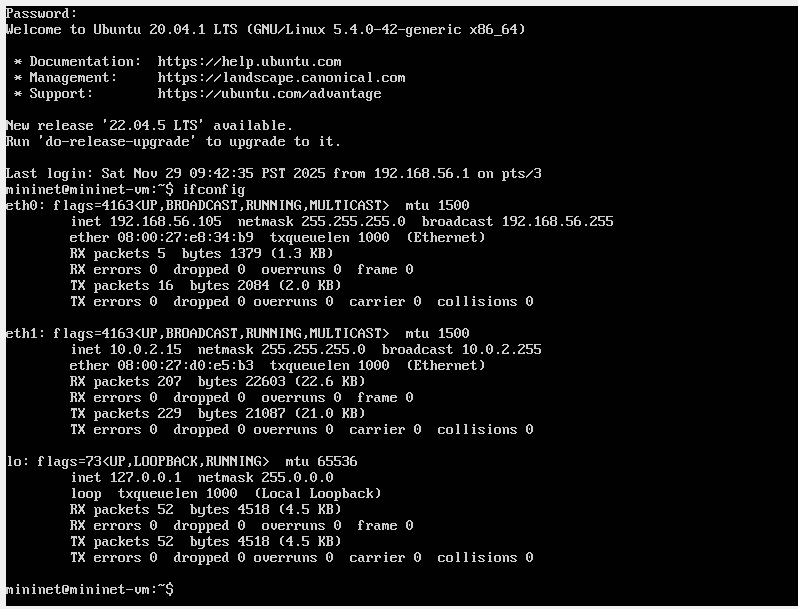 Password:
Welcome to Ubuntu 20.04.1 LTS (GNU/Linux 5.4.0-42-generic x86_64)

 * Documentation:  https://help.ubuntu.com
 * Management:     https://landscape.canonical.com
 * Support:        https://ubuntu.com/advantage

New release '22.04.5 LTS' available.
Run 'do-release-upgrade' to upgrade to it.

Last login: Sat Nov 29 09:42:35 PST 2025 from 192.168.56.1 on pts/3
mininet@mininet-vm:~$ ifconfig
eth0: flags=4163<UP,BROADCAST,RUNNING,MULTICAST>  mtu 1500
        inet 192.168.56.105  netmask 255.255.255.0  broadcast 192.168.56.255
        ether 08:00:27:e8:34:b9  txqueuelen 1000  (Ethernet)
        RX packets 5  bytes 1379 (1.3 KB)
        RX errors 0  dropped 0  overruns 0  frame 0
        TX packets 16  bytes 2084 (2.0 KB)
        TX errors 0  dropped 0 overruns 0  carrier 0  collisions 0

eth1: flags=4163<UP,BROADCAST,RUNNING,MULTICAST>  mtu 1500
        inet 10.0.2.15  netmask 255.255.255.0  broadcast 10.0.2.255
        ether 08:00:27:d0:e5:b3  txqueuelen 1000  (Ethernet)
        RX packets 207  bytes 22603 (22.6 KB)
        RX errors 0  dropped 0  overruns 0  frame 0
        TX packets 229  bytes 21087 (21.0 KB)
        TX errors 0  dropped 0 overruns 0  carrier 0  collisions 0

lo: flags=73<UP,LOOPBACK,RUNNING>  mtu 65536
        inet 127.0.0.1  netmask 255.0.0.0
        loop  txqueuelen 1000  (Local Loopback)
        RX packets 52  bytes 4518 (4.5 KB)
        RX errors 0  dropped 0  overruns 0  frame 0
        TX packets 52  bytes 4518 (4.5 KB)
        TX errors 0  dropped 0 overruns 0  carrier 0  collisions 0

mininet@mininet-vm:~$